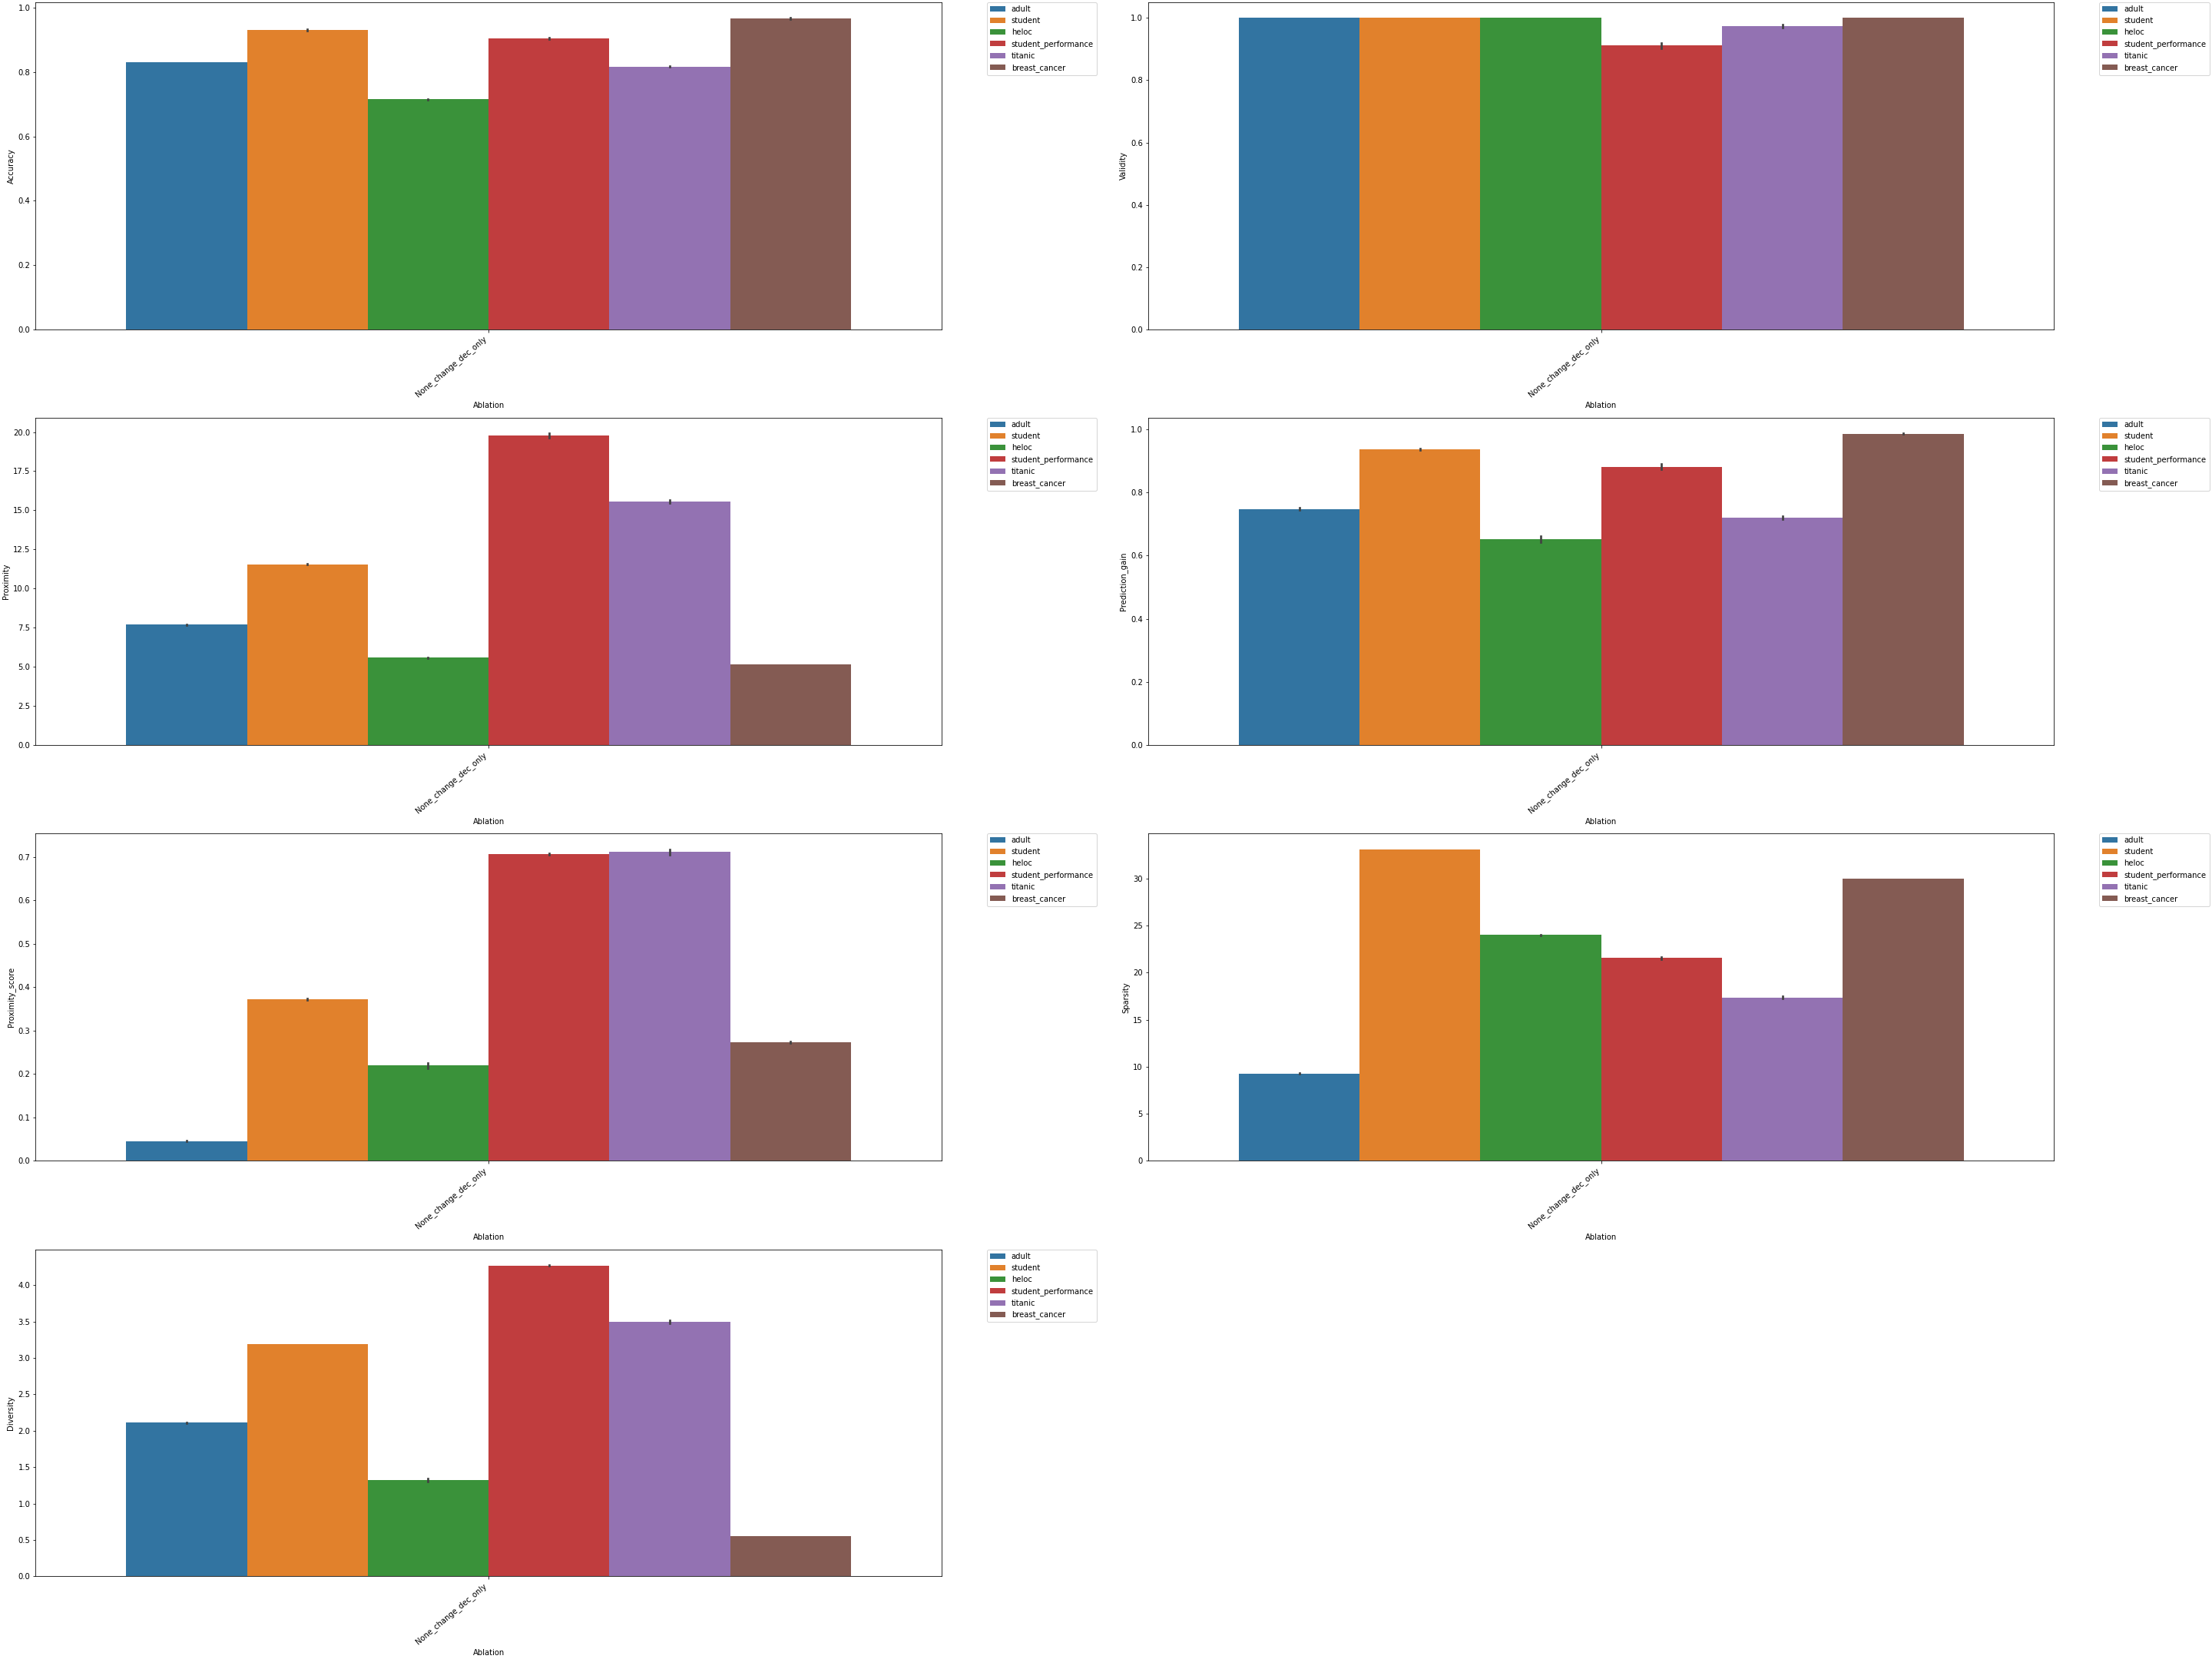 1.0
0.8
0.6
0.4
0.2
0.0
Accuracy
None_change_dec_only
Ablation
adult
student
heloc
student_performance
titanic
breast_cancer
1.0
0.8
0.6
0.4
0.2
0.0
Validity
None_change_dec_only
Ablation
adult
student
heloc
student_performance
titanic
breast_cancer
20.0
17.5
15.0
12.5
10.0
7.5
5.0
2.5
0.0
Proximity
None_change_dec_only
Ablation
adult
student
heloc
student_performance
titanic
breast_cancer
1.0
0.8
0.6
0.4
0.2
0.0
Prediction_gain
None_change_dec_only
Ablation
adult
student
heloc
student_performance
titanic
breast_cancer
0.7
0.6
0.5
0.4
0.3
0.2
0.1
0.0
Proximity_score
None_change_dec_only
Ablation
adult
student
heloc
student_performance
titanic
breast_cancer
30
25
20
15
10
5
0
Sparsity
None_change_dec_only
Ablation
adult
student
heloc
student_performance
titanic
breast_cancer
4.0
3.5
3.0
2.5
2.0
1.5
1.0
0.5
0.0
Diversity
None_change_dec_only
Ablation
adult
student
heloc
student_performance
titanic
breast_cancer